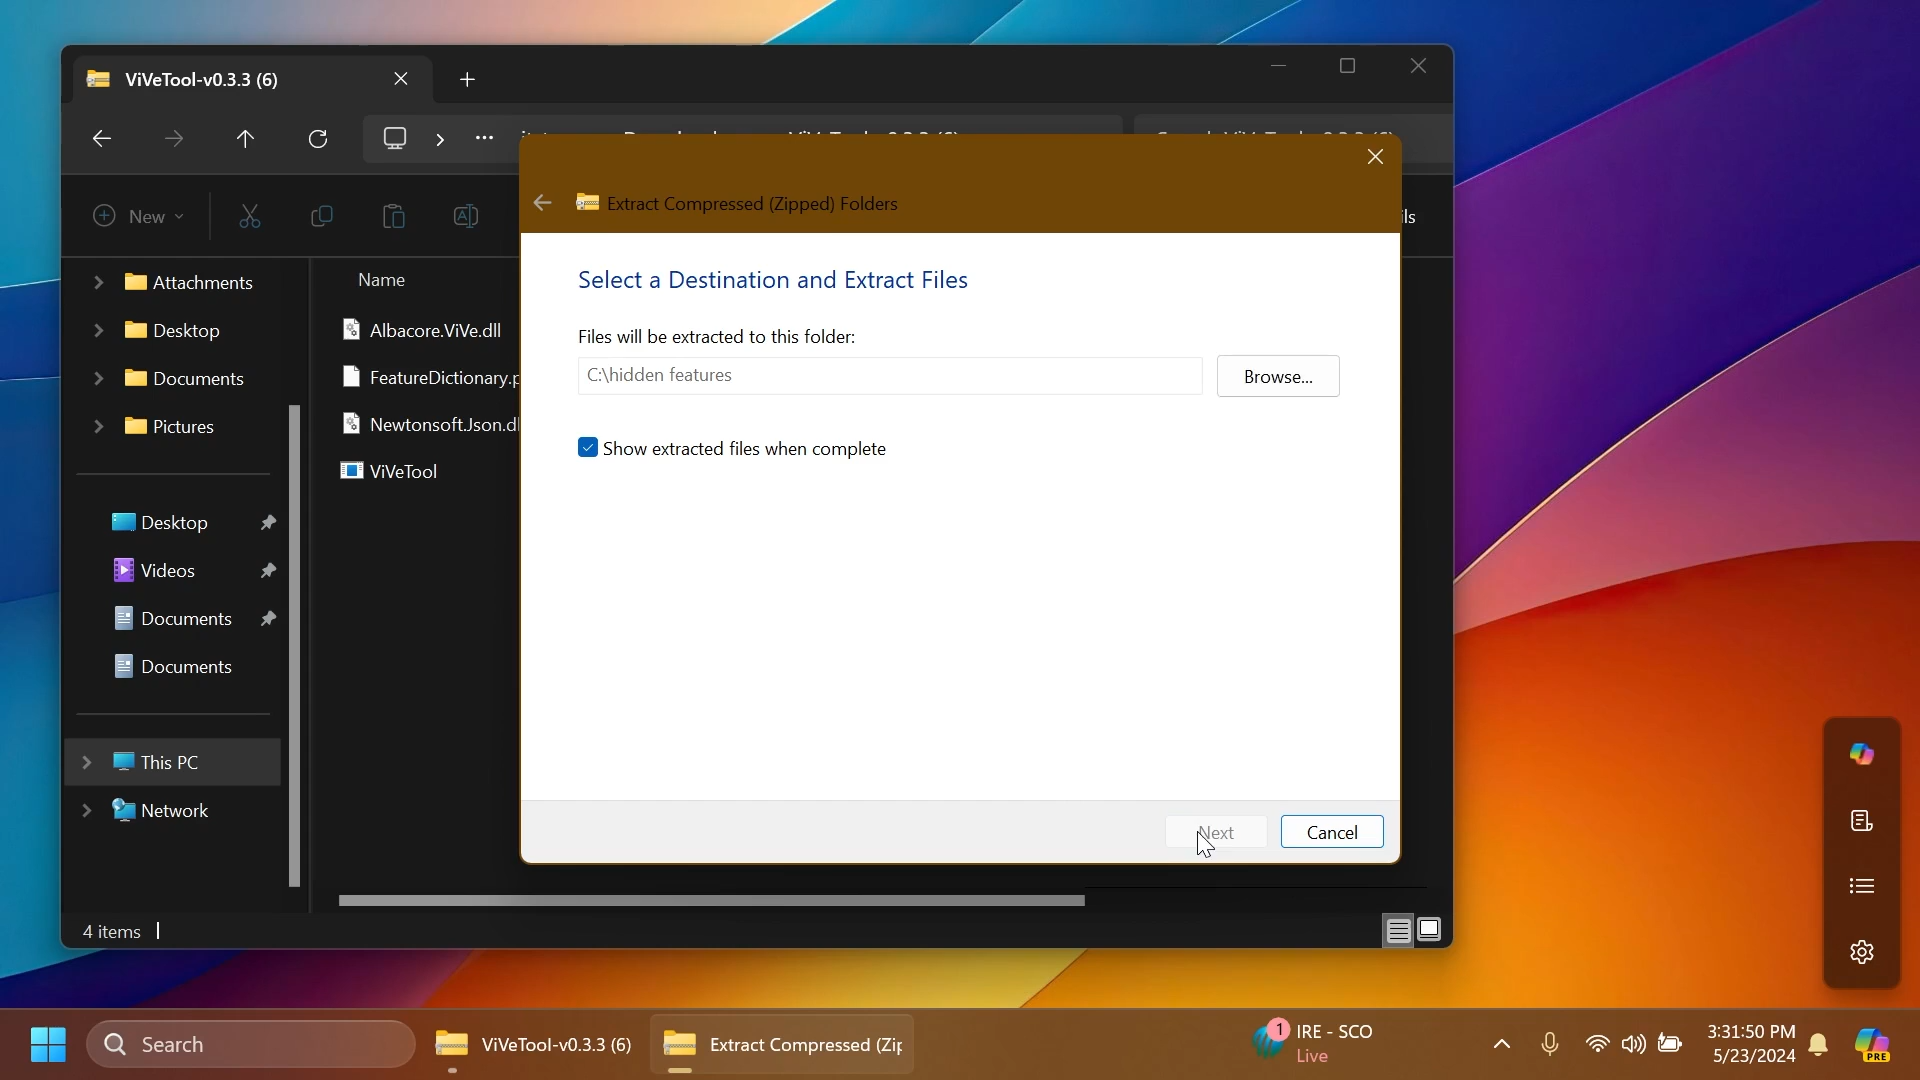 ViVeTool-v0.3.3 (6)
New
ils
Extract Compressed (Zipped) Folders
Attachments
Desktop
Documents
Pictures
Desktop
Videos
Documents
Documents
This PC
Network
Name
Albacore.ViVe.dll
FeatureDictionary.p
Newtonsoft.Json.dl
ViVeTool
Select a Destination and Extract Files
Files will be extracted to this folder:
C:\hidden features
Browse...
Show extracted files when complete
Next
Cancel
4 items
Search
ViVeTool-v0.3.3 (6)
Extract Compressed (Zip
1
IRE - SCO
Live
3:31:50 PM
5/23/2024
PRE